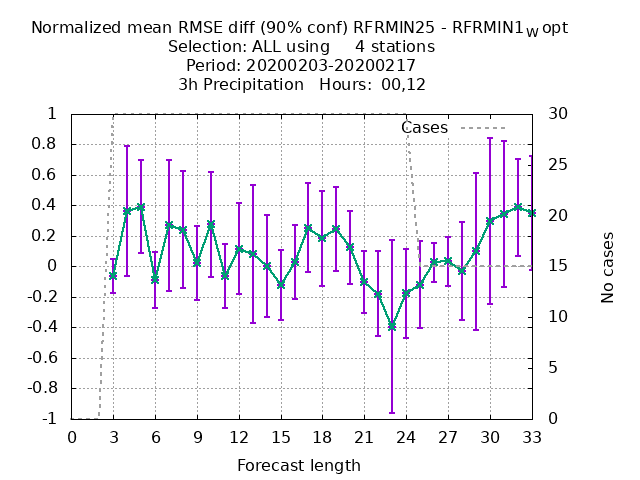 Normalized mean RMSE diff (90% conf) RFRMIN25 - RFRMIN1wopt
Selection: ALL using 4 stations
Period: 20200203-20200217
3h Precipitation Hours: 00,12
Cases
1
0.8
0.6
0.4
0.2
0
-0.2
-0.4
-0.6
-0.8
-1
30
25
20
15
10
5
0
No cases
0 3 6 9 12 15 18 21 24 27 30 33
Forecast length